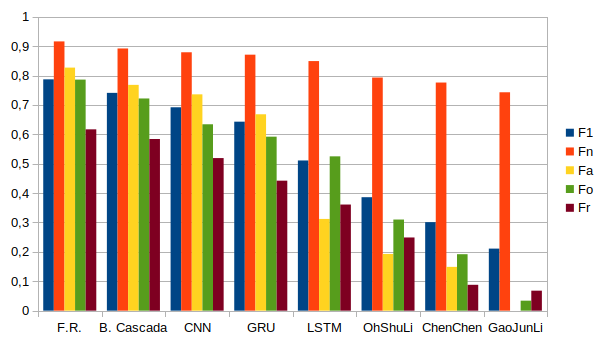 1
0,9
0,8
0,7
0,6
0,5
0,4
0,3
0,2
0,1
0
F.R. B. Cascada CNN GRU LSTM OhShuLi ChenChen GaoJunLi
F1
Fn
Fa
Fo
Fr